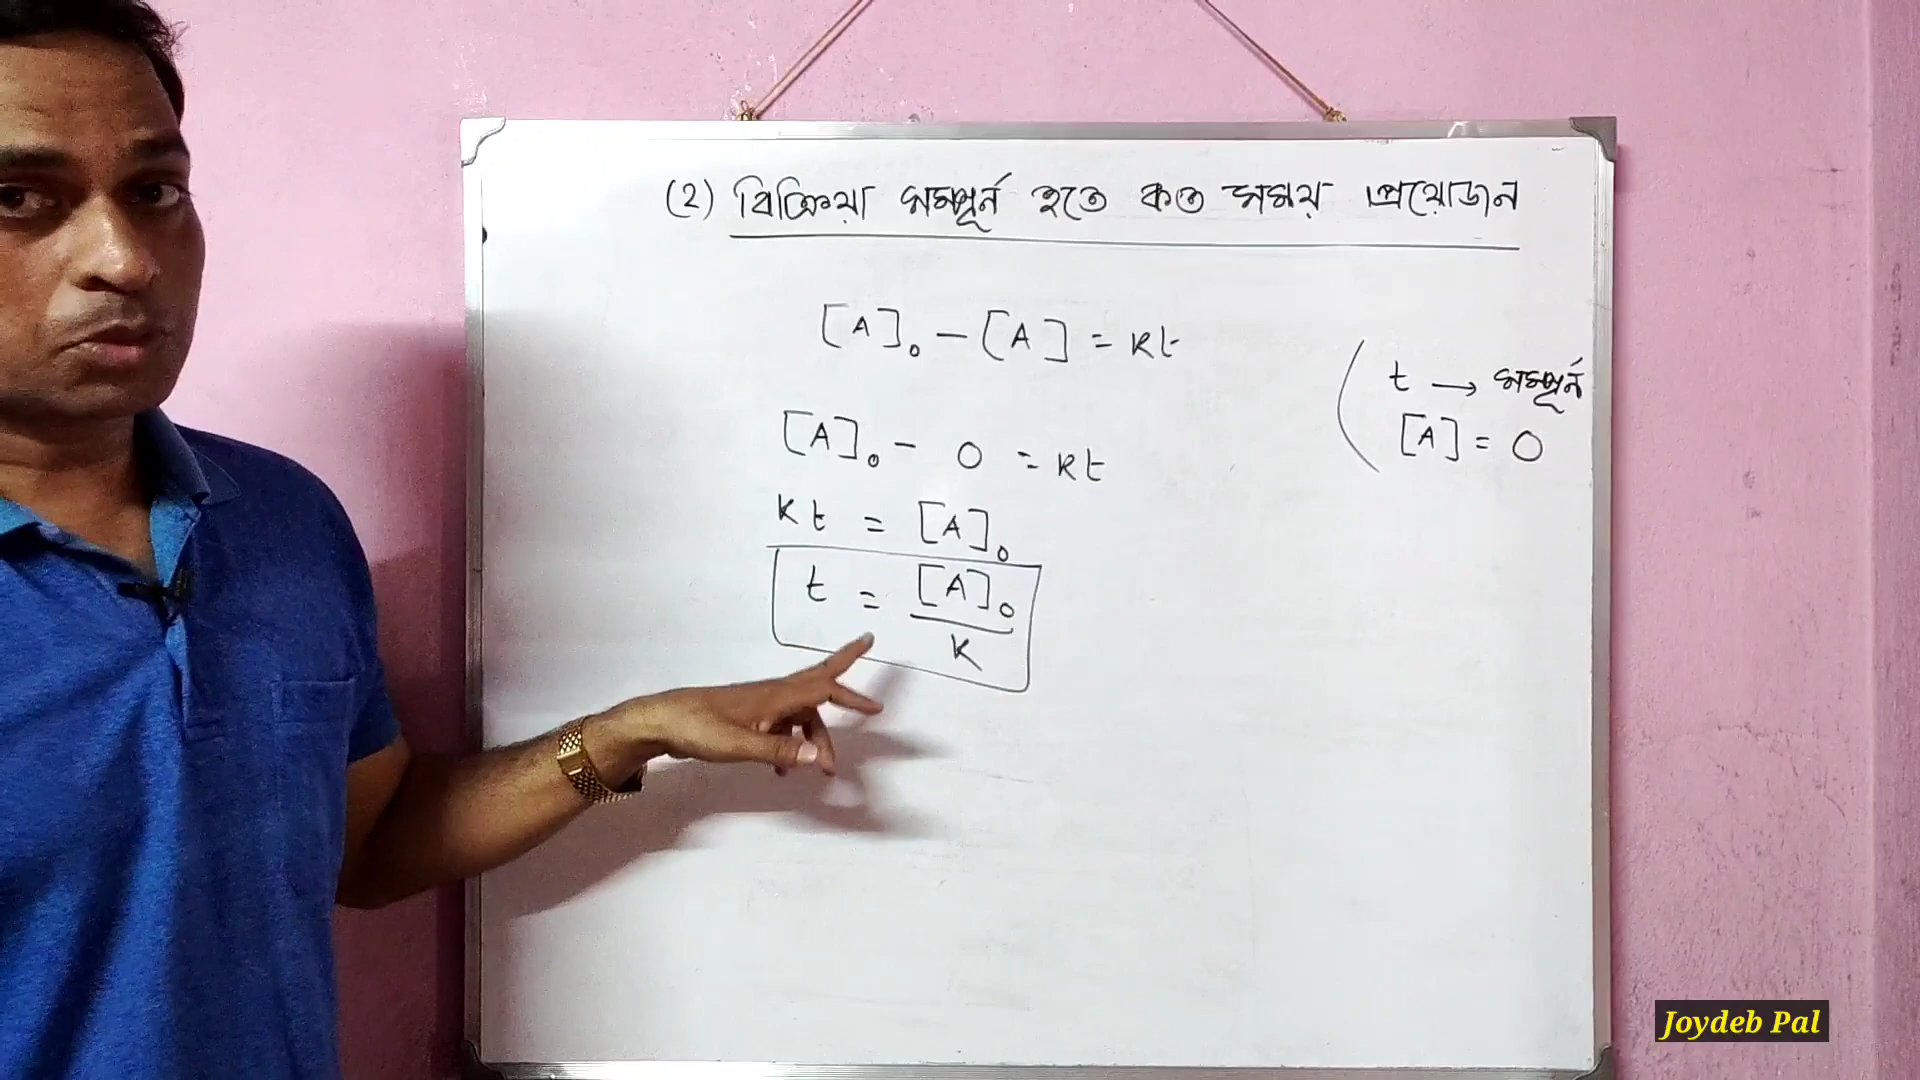 (2) বিক্রিয়া সম্পূর্ন হতে কত সময় প্রয়োজন
[A]₀ – [A] = Kt
t → সম্পূর্ন
[A] = 0
[A]₀ – 0 = Kt
Kt = [A]₀
t = [A]₀ / K
Joydeb Pal